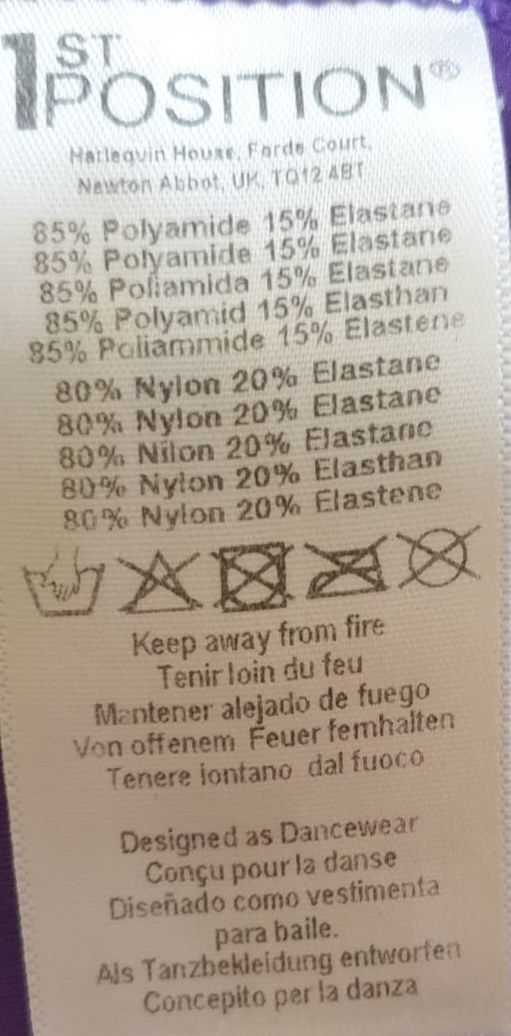 1ST
POSITION®
Harlequin House, Forde Court,
Newton Abbot, UK, TQ12 4BT
85% Polyamide 15% Elastane
85% Polyamide 15% Elastane
85% Poliamida 15% Elastane
85% Polyamid 15% Elasthan
85% Poliammide 15% Elastene
80% Nylon 20% Elastane
80% Nylon 20% Elastane
80% Nilon 20% Elastano
80% Nylon 20% Elasthan
80% Nylon 20% Elastene
Keep away from fire
Tenir loin du feu
Mantener alejado de fuego
Von offenem Feuer fernhalten
Tenere iontano dal fuoco
Designed as Dancewear
Conçu pour la danse
Diseñado como vestimenta
para baile.
Als Tanzbekleidung entworfen
Concepito per la danza